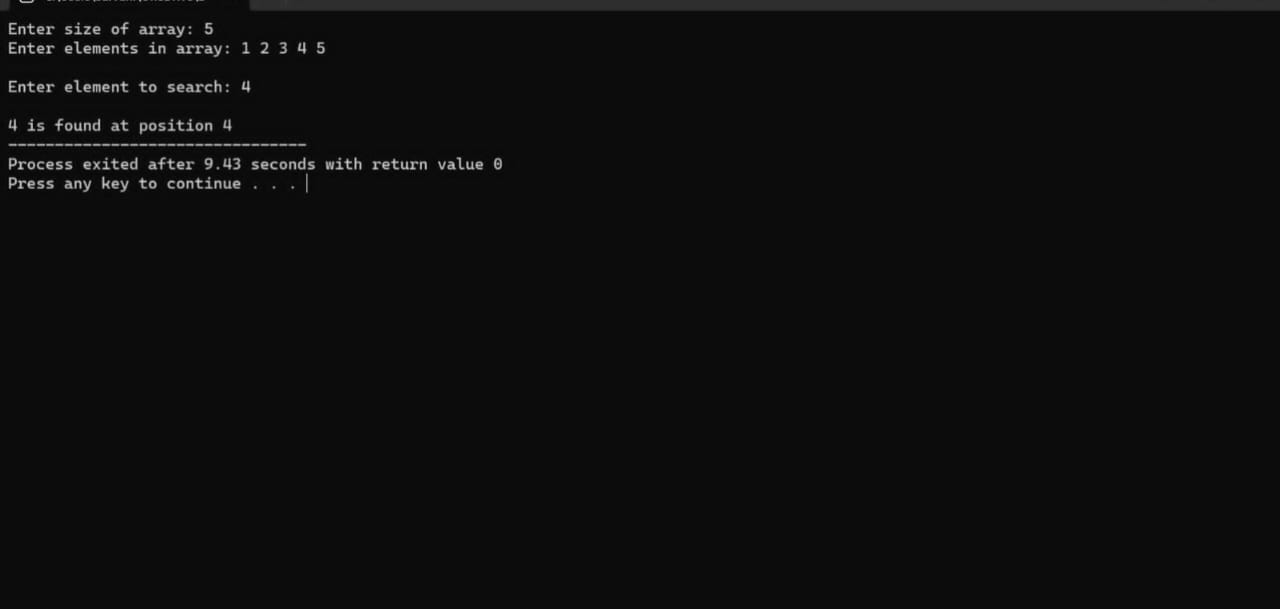 Enter size of array: 5
Enter elements in array: 1 2 3 4 5
Enter element to search: 4
4 is found at position 4
--------------------------------
Process exited after 9.43 seconds with return value 0
Press any key to continue . . .